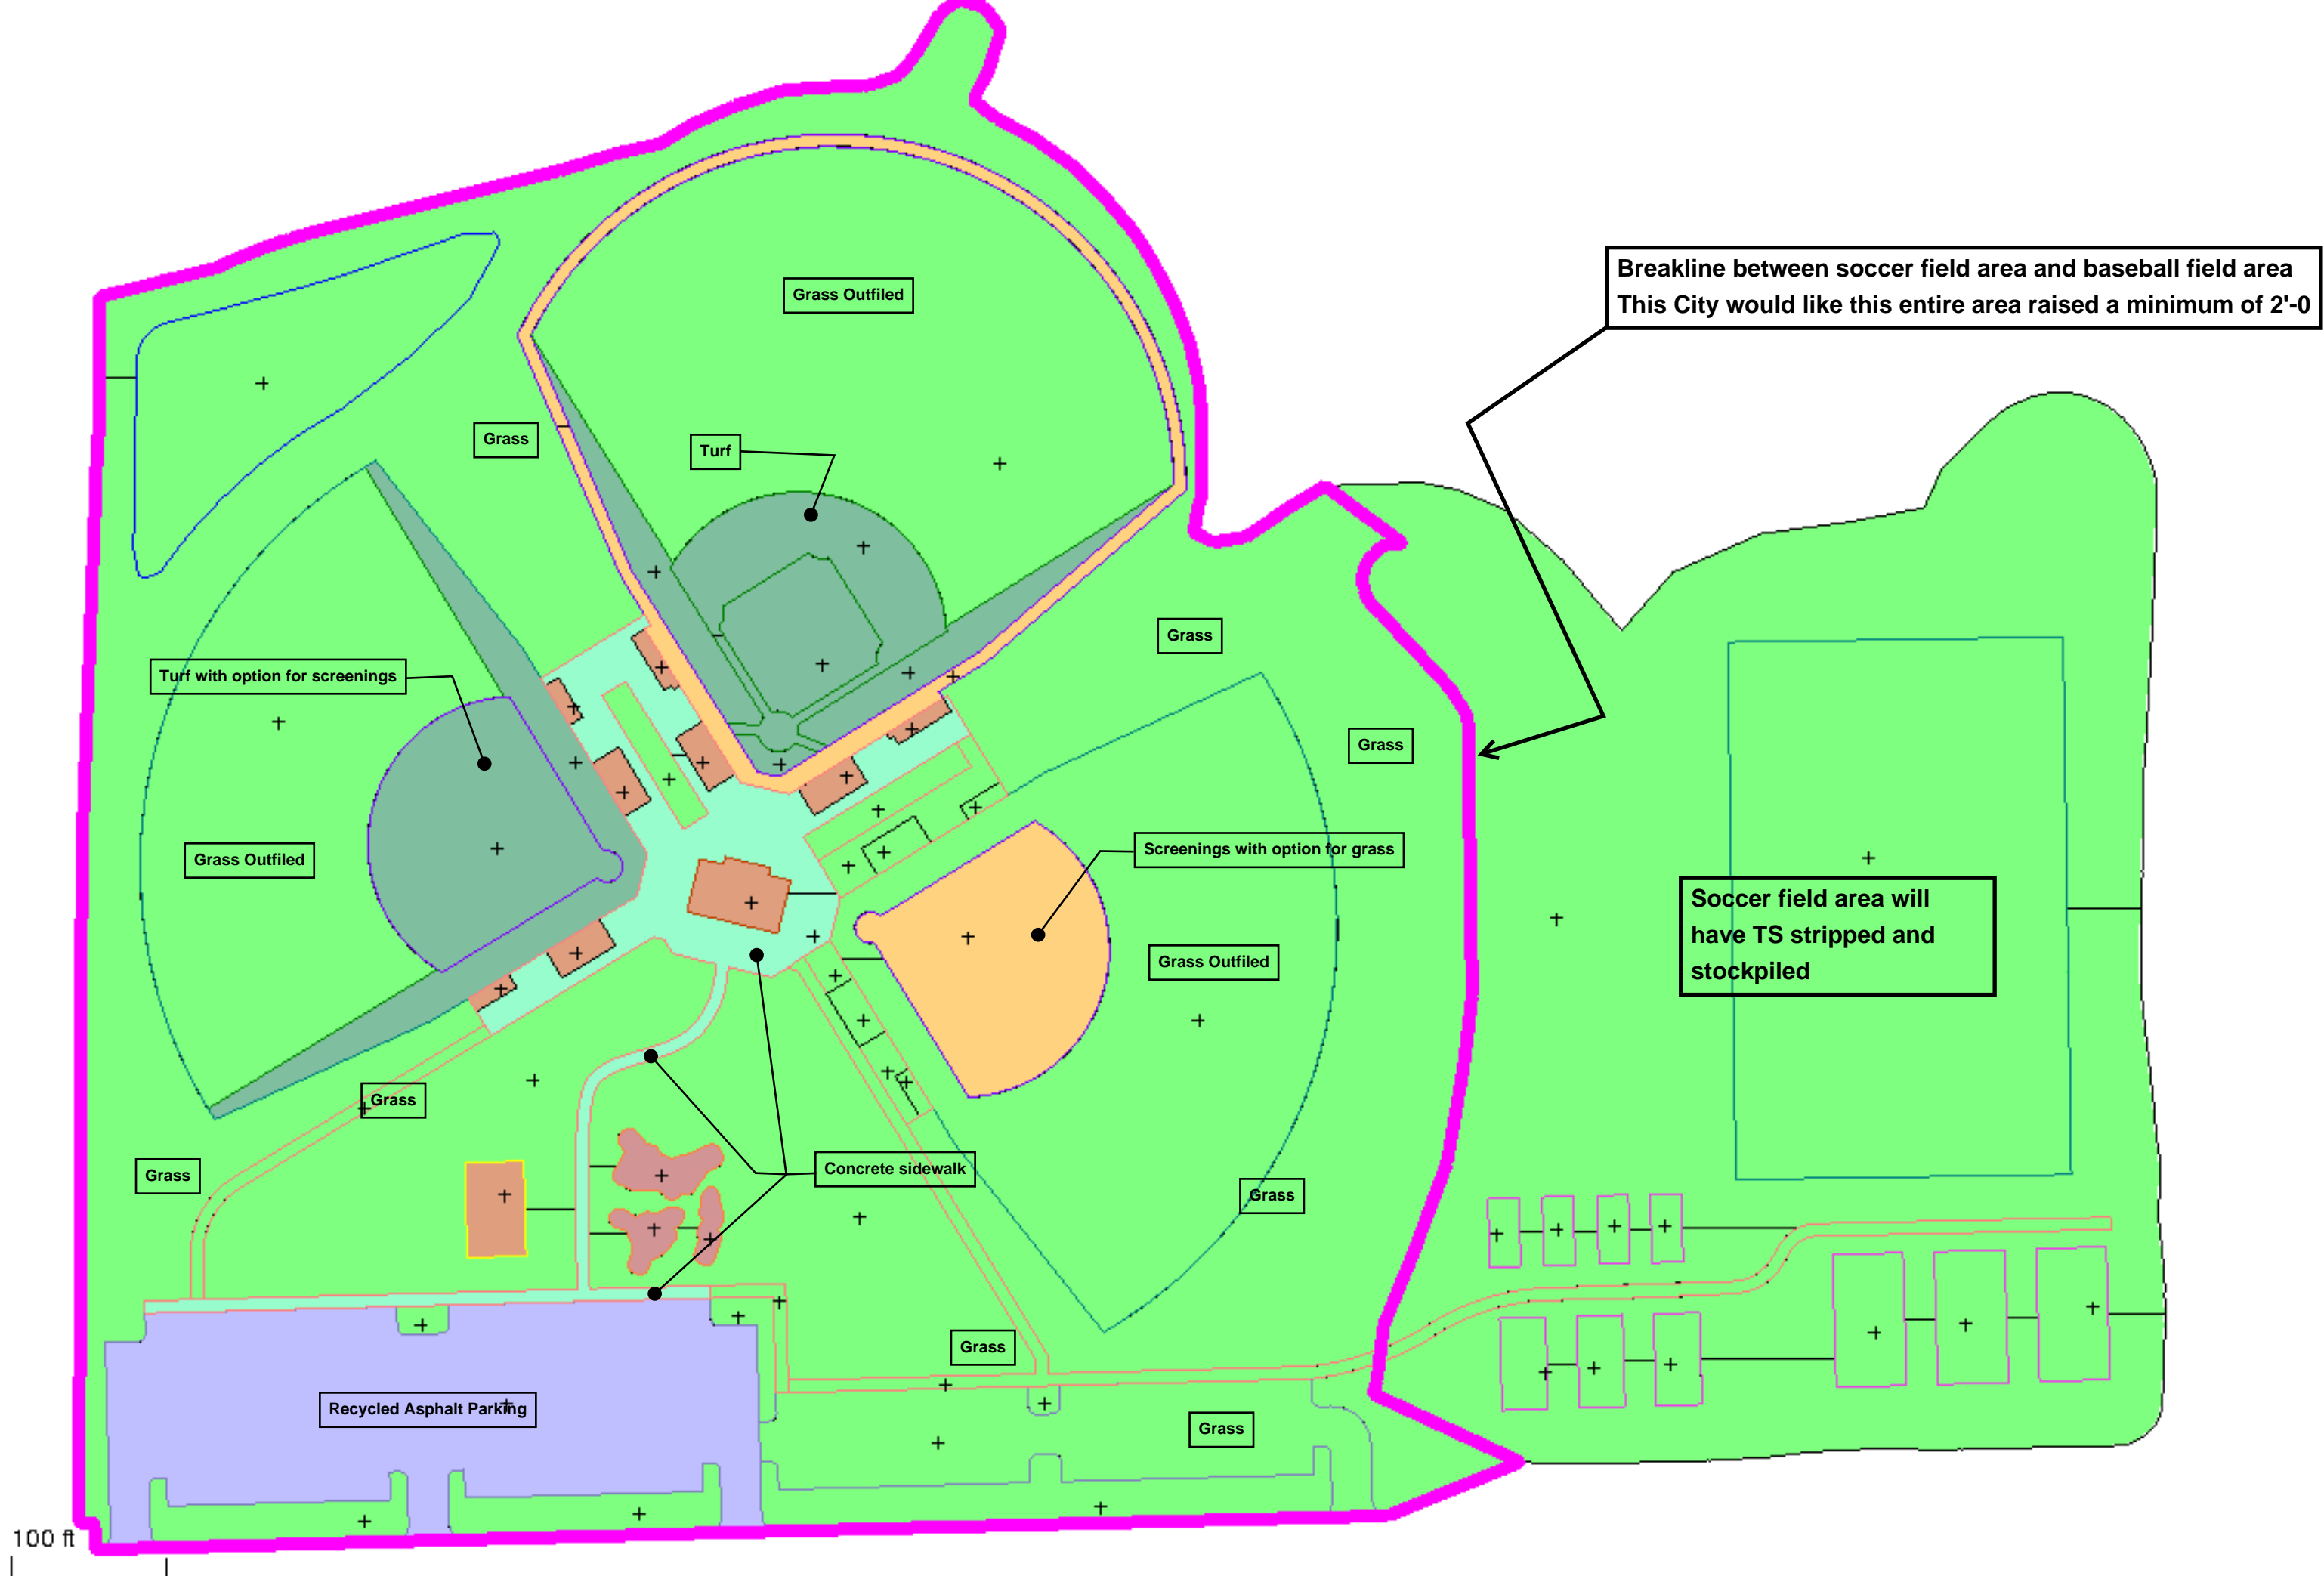 Breakline between soccer field area and baseball field area
This City would like this entire area raised a minimum of 2'-0
Grass Outfiled
Grass
Turf
Grass
Turf with option for screenings
Grass
Screenings with option for grass
Grass Outfiled
Soccer field area will
have TS stripped and
stockpiled
Grass Outfiled
Grass
Grass
Concrete sidewalk
Grass
Grass
Recycled Asphalt Parking
Grass
100 ft